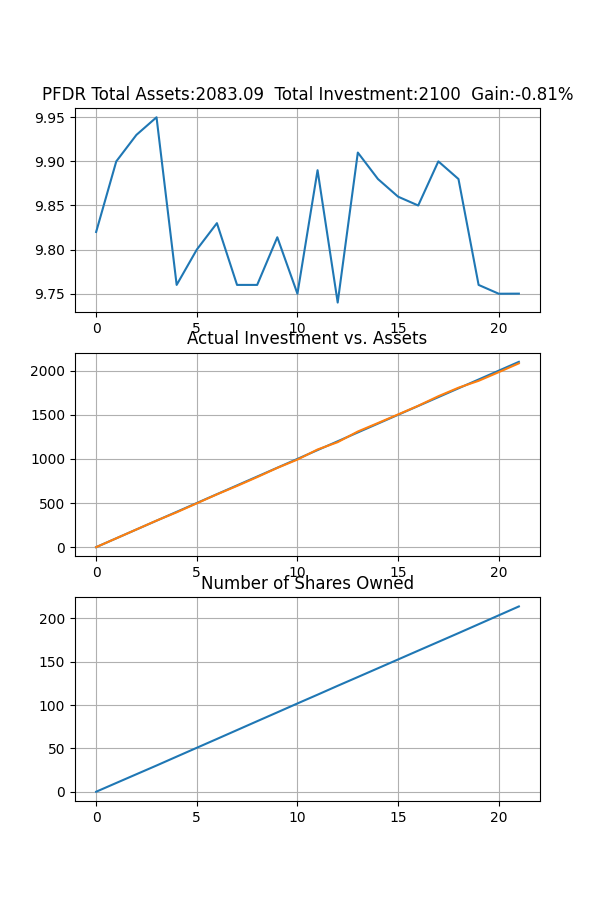 PFDR Total Assets:2083.09  Total Investment:2100  Gain:-0.81%
9.95
9.90
9.85
9.80
9.75
0 5 10 15 20
Actual Investment vs. Assets
2000
1500
1000
500
0
0 5 10 15 20
Number of Shares Owned
200
150
100
50
0
0 5 10 15 20